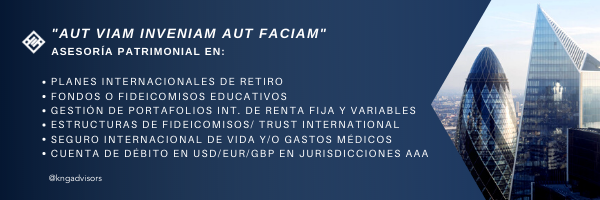 "AUT VIAM INVENIAM AUT FACIAM"
ASESORÍA PATRIMONIAL EN:
• PLANES INTERNACIONALES DE RETIRO
• FONDOS O FIDEICOMISOS EDUCATIVOS
• GESTIÓN DE PORTAFOLIOS INT. DE RENTA FIJA Y VARIABLES
• ESTRUCTURAS DE FIDEICOMISOS/ TRUST INTERNATIONAL
• SEGURO INTERNACIONAL DE VIDA Y/O GASTOS MÉDICOS
• CUENTA DE DÉBITO EN USD/EUR/GBP EN JURISDICCIONES AAA
@kngadvisors